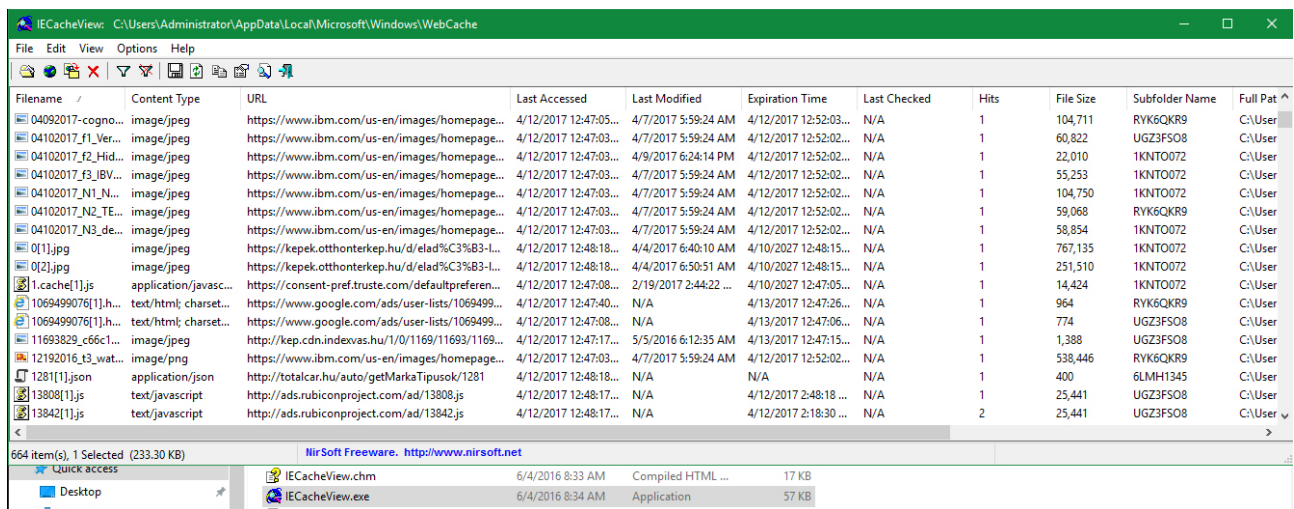 IECacheView: C:\Users\Administrator\AppData\Local\Microsoft\Windows\WebCache
File Edit View Options Help
Filename / Content Type URL Last Accessed Last Modified Expiration Time Last Checked Hits File Size Subfolder Name Full Pat
04092017-cogno... image/jpeg https://www.ibm.com/us-en/images/homepage... 4/12/2017 12:47:05... 4/7/2017 5:59:24 AM 4/12/2017 12:52:03... N/A 1 104,711 RYK6QKR9 C:\User
04102017_f1_Ver... image/jpeg https://www.ibm.com/us-en/images/homepage... 4/12/2017 12:47:03... 4/7/2017 5:59:24 AM 4/12/2017 12:52:02... N/A 1 60,822 UGZ3FSO8 C:\User
04102017_f2_Hid... image/jpeg https://www.ibm.com/us-en/images/homepage... 4/12/2017 12:47:03... 4/9/2017 6:24:14 PM 4/12/2017 12:52:02... N/A 1 22,010 1KNTO072 C:\User
04102017_f3_IBV... image/jpeg https://www.ibm.com/us-en/images/homepage... 4/12/2017 12:47:03... 4/7/2017 5:59:24 AM 4/12/2017 12:52:02... N/A 1 55,253 1KNTO072 C:\User
04102017_N1_N... image/jpeg https://www.ibm.com/us-en/images/homepage... 4/12/2017 12:47:03... 4/7/2017 5:59:24 AM 4/12/2017 12:52:02... N/A 1 104,750 1KNTO072 C:\User
04102017_N2_TE... image/jpeg https://www.ibm.com/us-en/images/homepage... 4/12/2017 12:47:03... 4/7/2017 5:59:24 AM 4/12/2017 12:52:02... N/A 1 59,068 RYK6QKR9 C:\User
04102017_N3_de... image/jpeg https://www.ibm.com/us-en/images/homepage... 4/12/2017 12:47:03... 4/7/2017 5:59:24 AM 4/12/2017 12:52:02... N/A 1 58,854 1KNTO072 C:\User
0[1].jpg image/jpeg https://kepek.otthonterkep.hu/d/elad%C3%B3-l... 4/12/2017 12:48:18... 4/4/2017 6:40:10 AM 4/10/2027 12:48:15... N/A 1 767,135 1KNTO072 C:\User
0[2].jpg image/jpeg https://kepek.otthonterkep.hu/d/elad%C3%B3-l... 4/12/2017 12:48:18... 4/4/2017 6:50:51 AM 4/10/2027 12:48:15... N/A 1 251,510 1KNTO072 C:\User
1.cache[1].js application/javasc... https://consent-pref.truste.com/defaultpreferen... 4/12/2017 12:47:08... 2/19/2017 2:44:22 ... 4/10/2027 12:47:05... N/A 1 14,424 1KNTO072 C:\User
1069499076[1].h... text/html; charset... https://www.google.com/ads/user-lists/1069499... 4/12/2017 12:47:40... N/A 4/13/2017 12:47:26... N/A 1 964 RYK6QKR9 C:\User
1069499076[1].h... text/html; charset... https://www.google.com/ads/user-lists/1069499... 4/12/2017 12:47:08... N/A 4/13/2017 12:47:06... N/A 1 774 UGZ3FSO8 C:\User
11693829_c66c1... image/jpeg http://kep.cdn.indexvas.hu/1/0/1169/11693/1169... 4/12/2017 12:47:17... 5/5/2016 6:12:35 AM 4/13/2017 12:47:15... N/A 1 1,388 UGZ3FSO8 C:\User
12192016_t3_wat... image/png https://www.ibm.com/us-en/images/homepage... 4/12/2017 12:47:03... 4/7/2017 5:59:24 AM 4/12/2017 12:52:02... N/A 1 538,446 RYK6QKR9 C:\User
1281[1].json application/json http://totalcar.hu/auto/getMarkaTipusok/1281 4/12/2017 12:48:18... N/A N/A N/A 1 400 6LMH1345 C:\User
13808[1].js text/javascript http://ads.rubiconproject.com/ad/13808.js 4/12/2017 12:48:17... N/A 4/12/2017 2:48:18 ... N/A 1 25,441 UGZ3FSO8 C:\User
13842[1].js text/javascript http://ads.rubiconproject.com/ad/13842.js 4/12/2017 12:48:17... N/A 4/12/2017 2:18:30 ... N/A 2 25,441 UGZ3FSO8 C:\User
664 item(s), 1 Selected (233.30 KB) NirSoft Freeware. http://www.nirsoft.net
Quick access IECacheView.chm 6/4/2016 8:33 AM Compiled HTML ... 17 KB
Desktop IECacheView.exe 6/4/2016 8:34 AM Application 57 KB